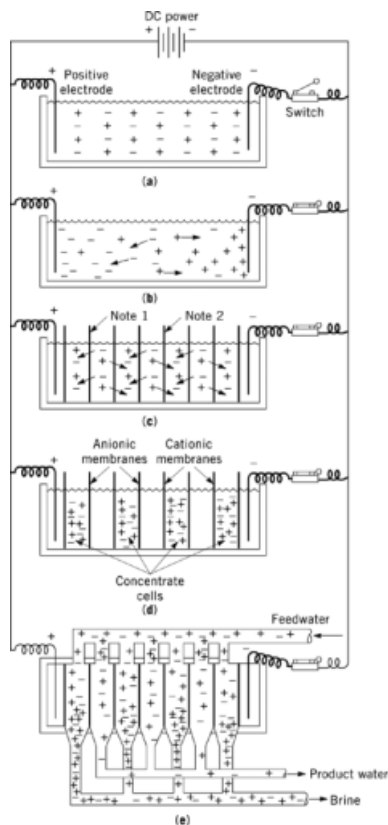 DC power
+ −
Positive
electrode
Negative
electrode
Switch
(a)
(b)
Note 1
Note 2
(c)
Anionic
membranes
Cationic
membranes
Concentrate
cells
(d)
Feedwater
Product water
Brine
(e)